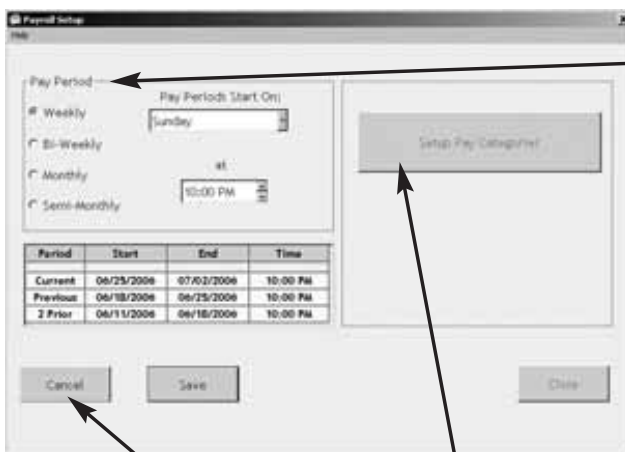 Payroll Setup
Help
Pay Period
Pay Periods Start On:
Weekly
Sunday
Bi-Weekly
at
Monthly
10:00 PM
Semi-Monthly
Setup Pay Categories
Period Start End Time
Current 06/25/2006 07/02/2006 10:00 PM
Previous 06/18/2006 06/25/2006 10:00 PM
2 Prior 06/11/2006 06/18/2006 10:00 PM
Cancel
Save
Close